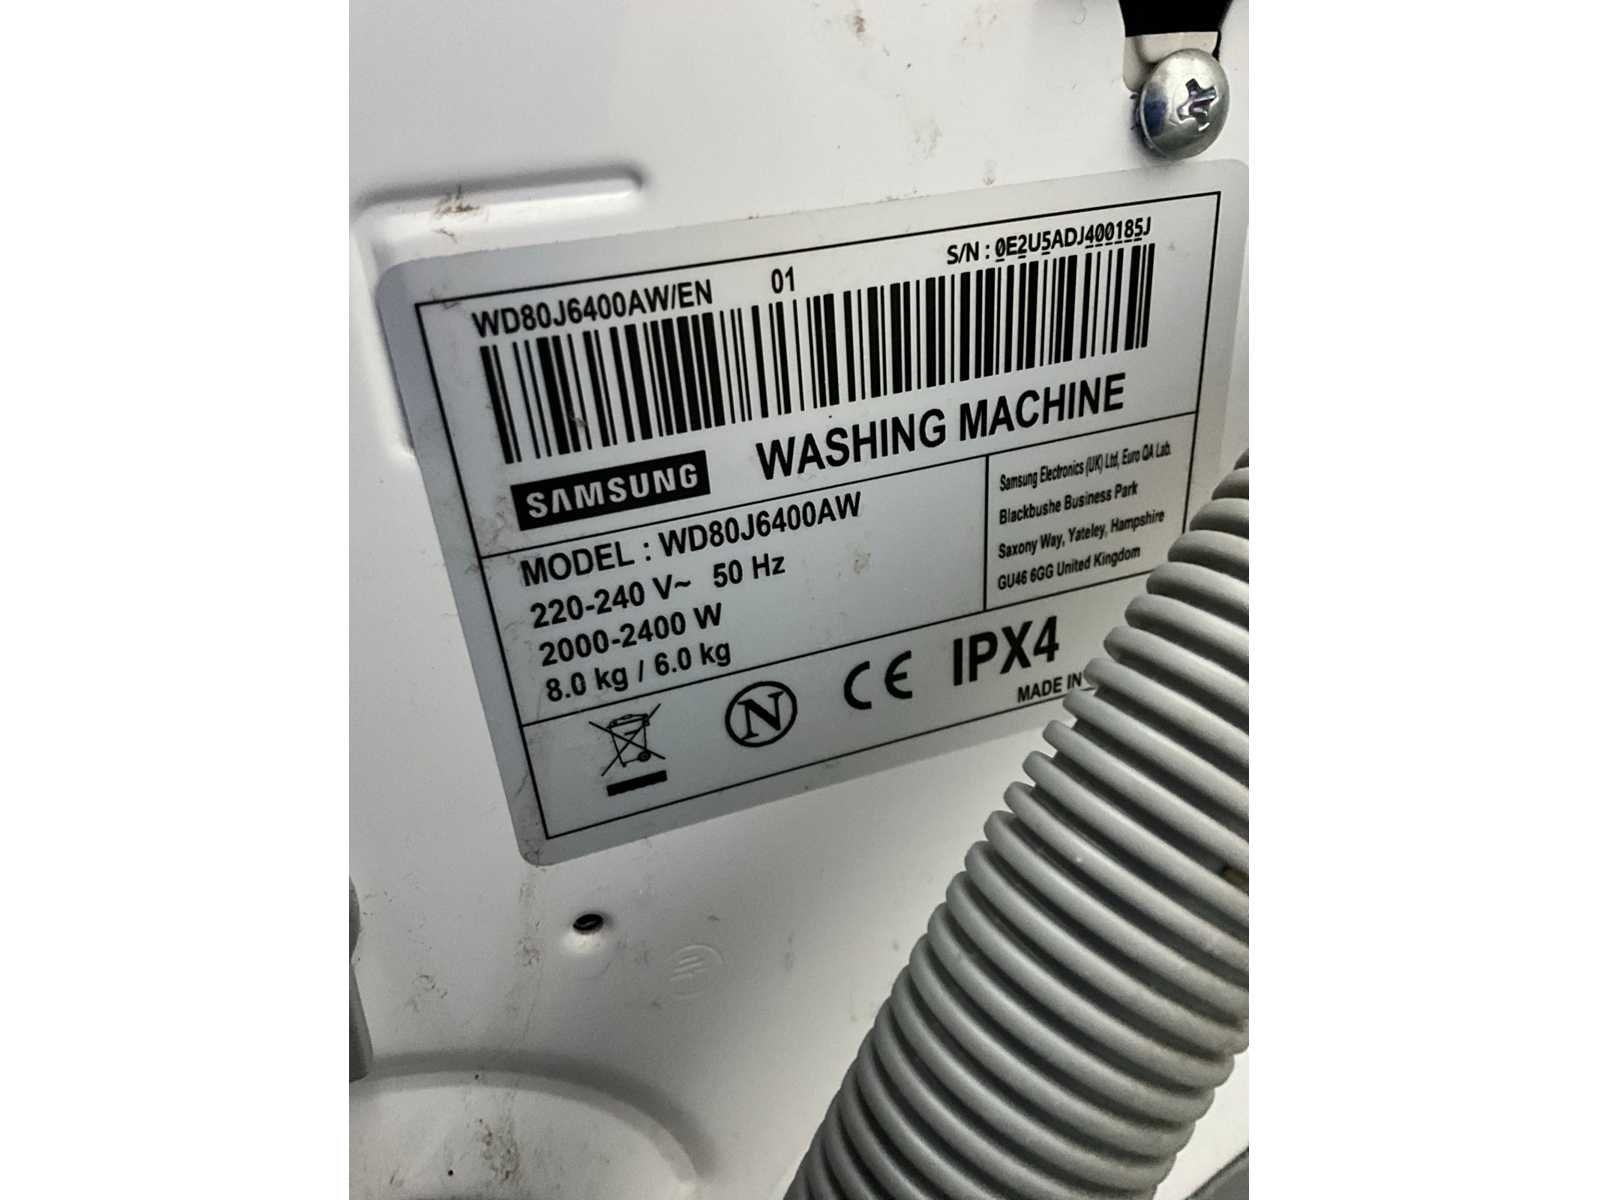 WD80J6400AW/EN 01 S/N : 0E2U5ADJ400185J
SAMSUNG WASHING MACHINE
MODEL : WD80J6400AW
220-240 V~ 50 Hz
2000-2400 W
8.0 kg / 6.0 kg
Samsung Electronics (UK) Ltd, Euro QA Lab.
Blackbushe Business Park
Saxony Way, Yateley, Hampshire
GU46 6GG United Kingdom
N CE IPX4
MADE IN